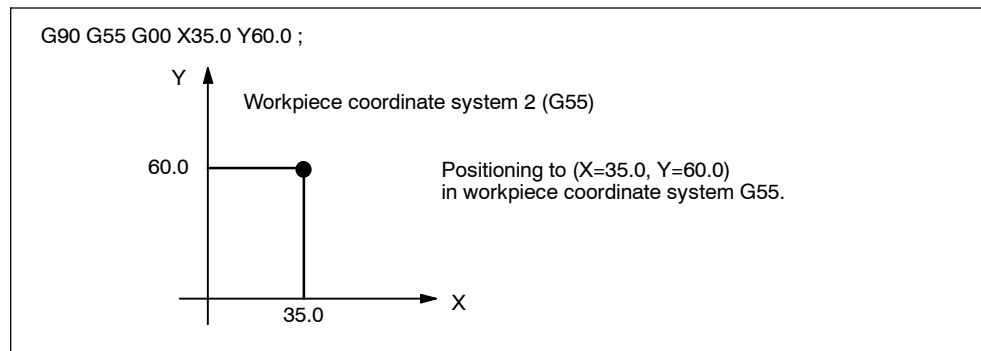 G90 G55 G00 X35.0 Y60.0 ;
Y
Workpiece coordinate system 2 (G55)
60.0
Positioning to (X=35.0, Y=60.0)
in workpiece coordinate system G55.
X
35.0